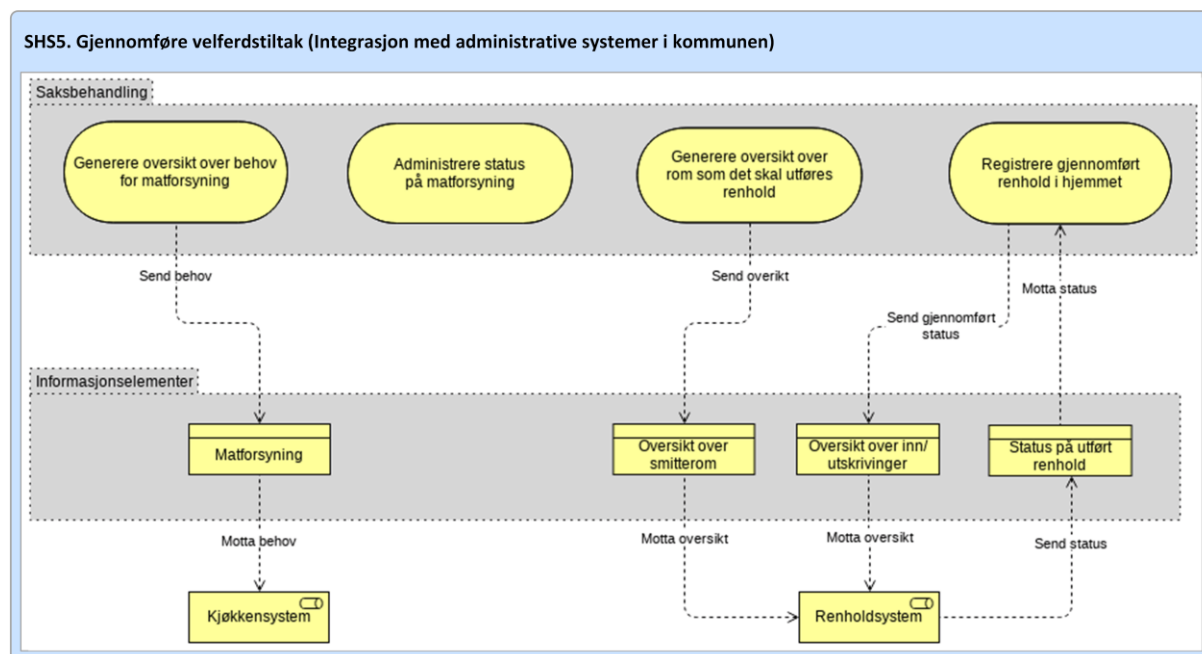 SHS5. Gjennomføre velferdstiltak (Integrasjon med administrative systemer i kommunen)
Saksbehandling
Generere oversikt over behov
for matforsyning
Administrere status
på matforsyning
Generere oversikt over
rom som det skal utføres
renhold
Registrere gjennomført
renhold i hjemmet
Send behov
Send overikt
Motta status
Send gjennomført
status
Informasjonselementer
Matforsyning
Oversikt over
smitterom
Oversikt over inn/
utskrivinger
Status på utført
renhold
Motta behov
Motta oversikt
Motta oversikt
Send status
Kjøkkensystem
Renholdsystem